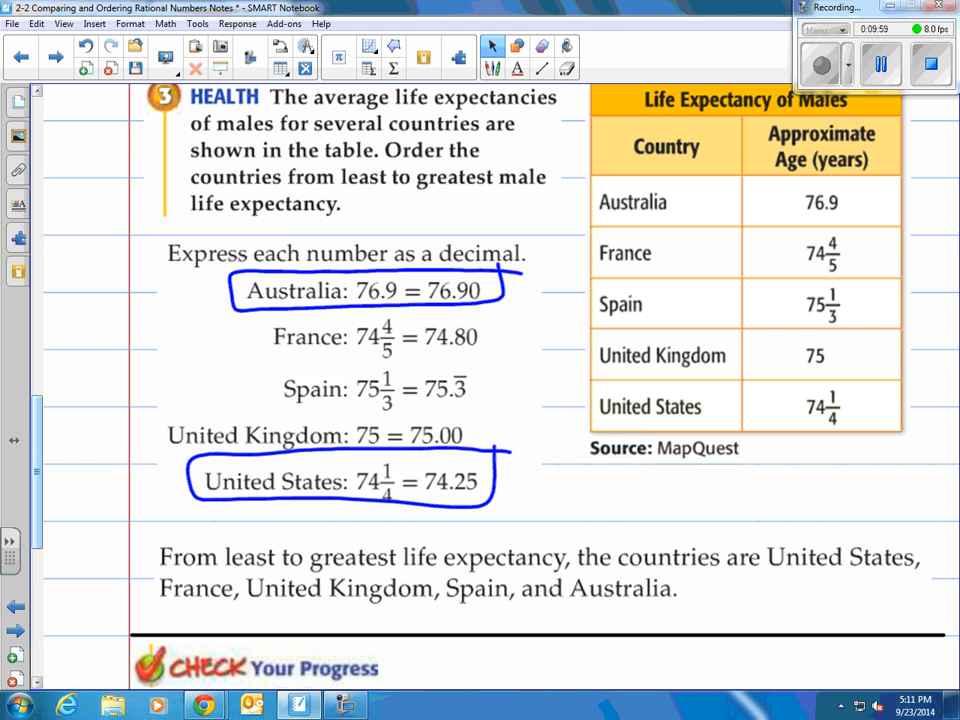 2-2 Comparing and Ordering Rational Numbers Notes * - SMART Notebook
Recording...
File Edit View Insert Format Math Tools Response Add-ons Help
Menu
0:09:59
8.0 fps
3 HEALTH The average life expectancies
of males for several countries are
shown in the table. Order the
countries from least to greatest male
life expectancy.
Express each number as a decimal.
Australia: 76.9 = 76.90
France: 74 4/5 = 74.80
Spain: 75 1/3 = 75.3̅
United Kingdom: 75 = 75.00
United States: 74 1/4 = 74.25
Life Expectancy of Males
Country Approximate Age (years)
Australia 76.9
France 74 4/5
Spain 75 1/3
United Kingdom 75
United States 74 1/4
Source: MapQuest
From least to greatest life expectancy, the countries are United States,
France, United Kingdom, Spain, and Australia.
CHECK Your Progress
5:11 PM
9/23/2014